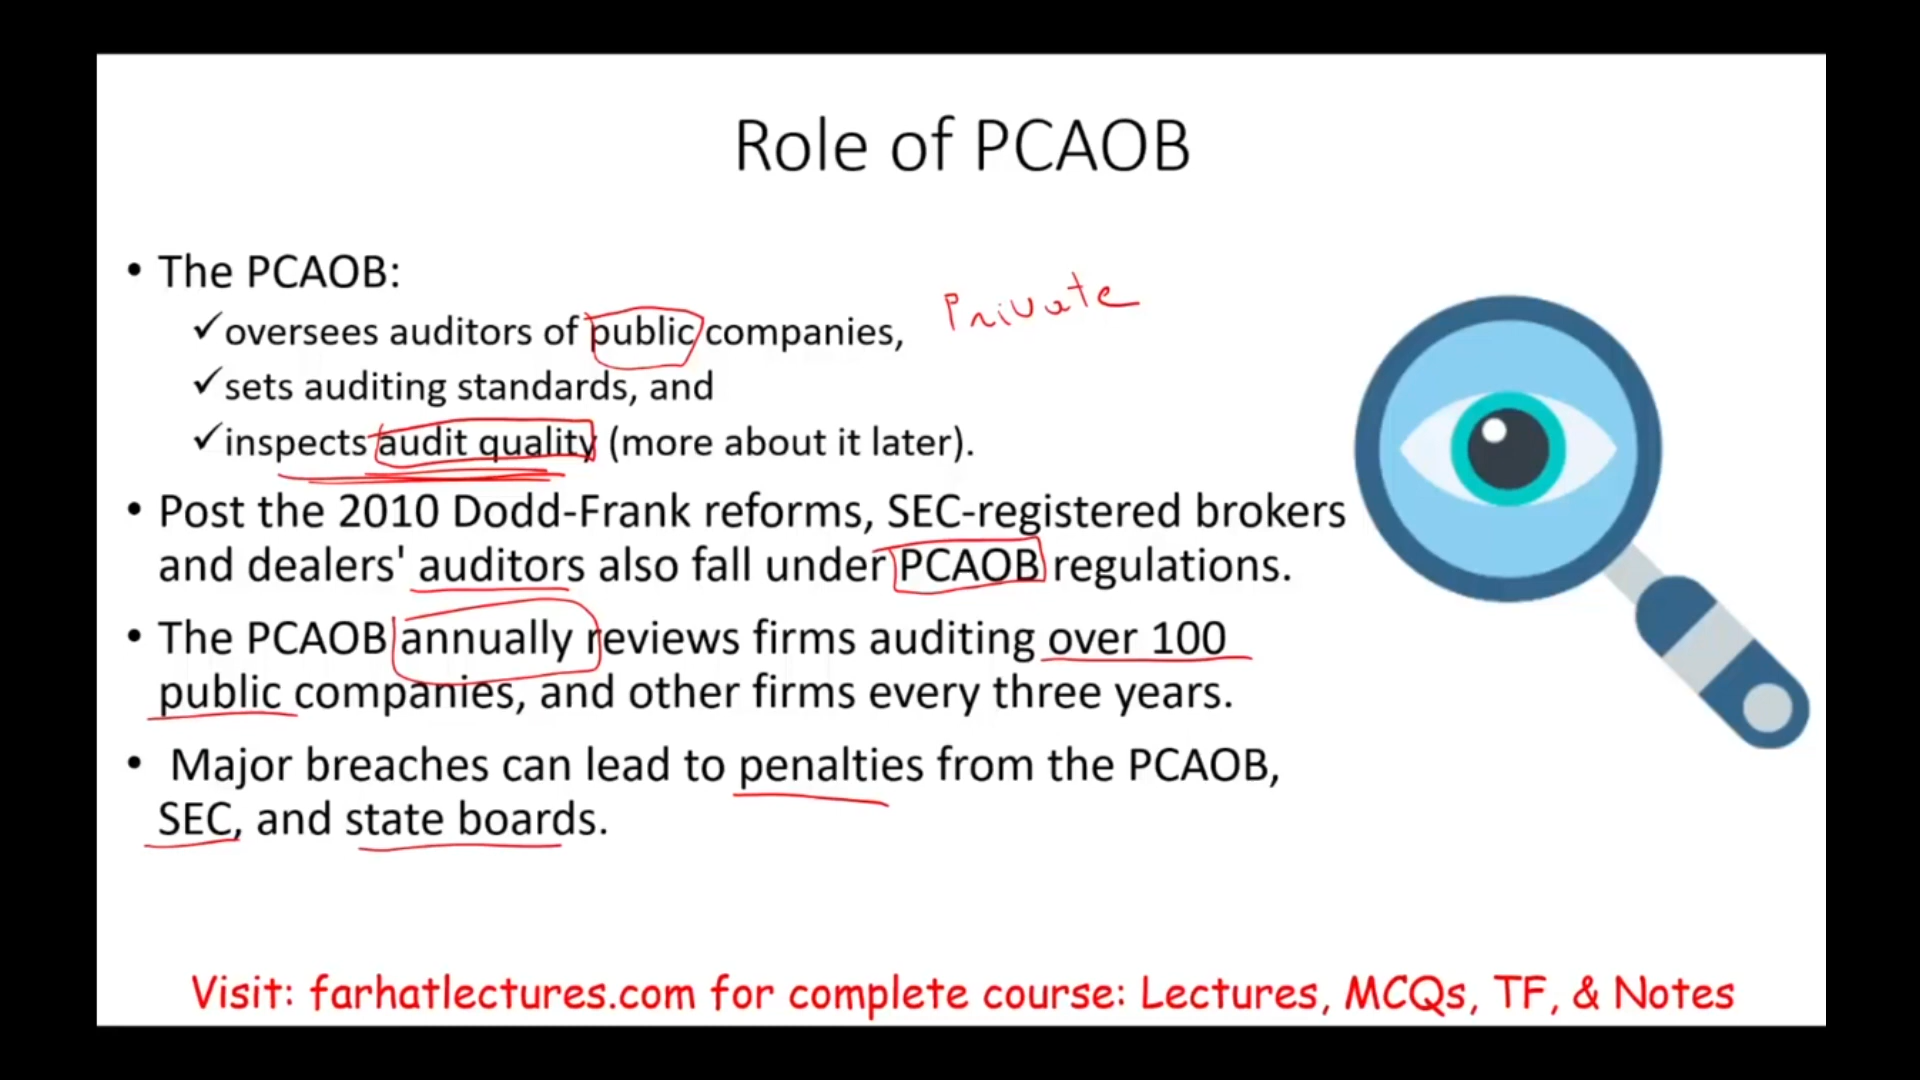 Role of PCAOB
• The PCAOB:
✓oversees auditors of public companies, Private
✓sets auditing standards, and
✓inspects audit quality (more about it later).
• Post the 2010 Dodd-Frank reforms, SEC-registered brokers
and dealers' auditors also fall under PCAOB regulations.
• The PCAOB annually reviews firms auditing over 100
public companies, and other firms every three years.
• Major breaches can lead to penalties from the PCAOB,
SEC, and state boards.
Visit: farhatlectures.com for complete course: Lectures, MCQs, TF, & Notes